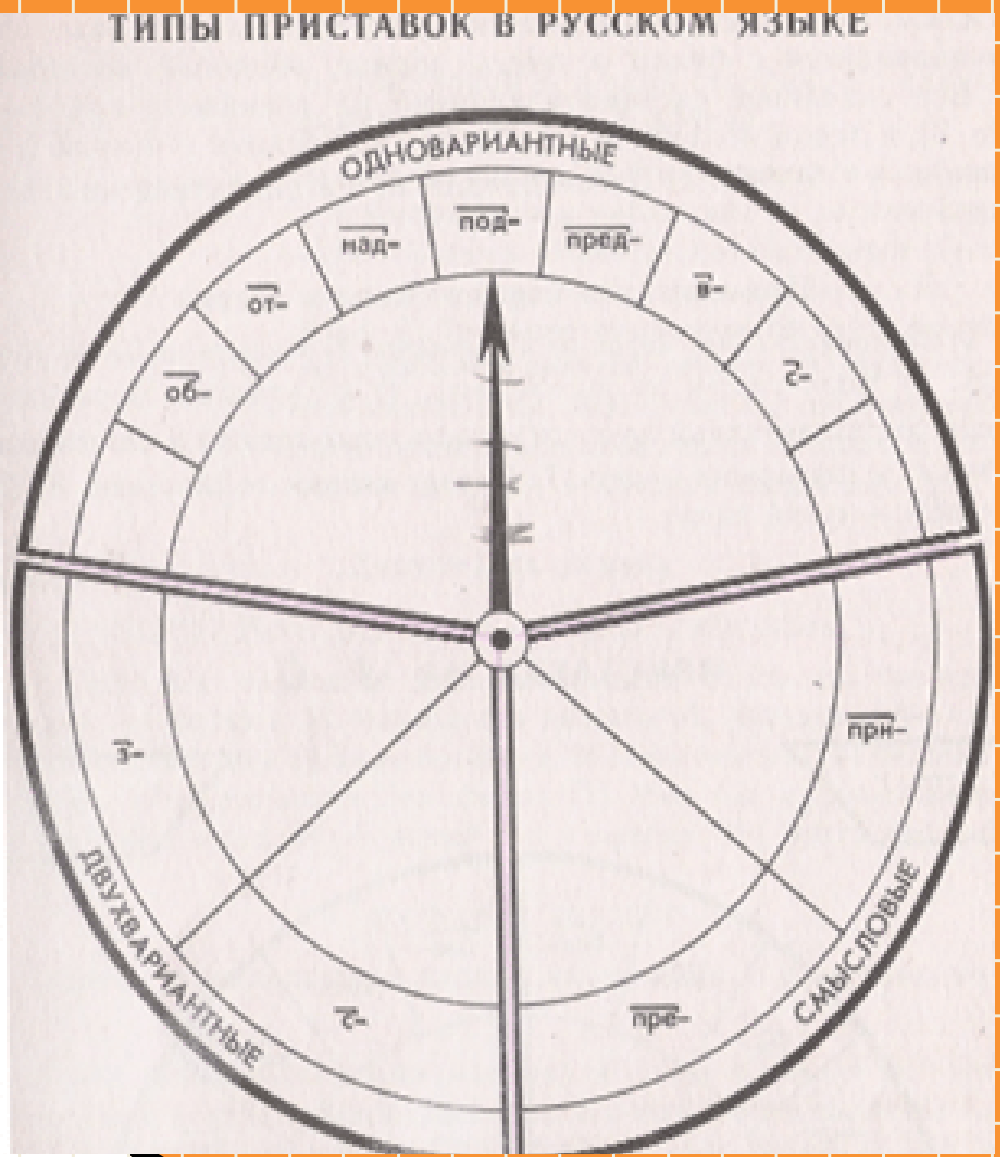 ТИПЫ ПРИСТАВОК В РУССКОМ ЯЗЫКЕ
ОДНОВАРИАНТНЫЕ
об-
от-
над-
под-
пред-
в-
с-
з-
ДВУХВАРИАНТНЫЕ
с-
при-
СМЫСЛОВЫЕ
пре-